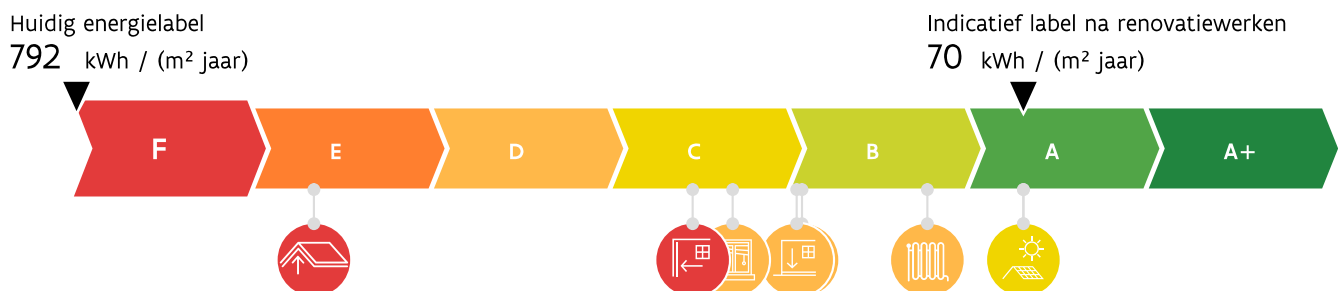 Huidig energielabel
792 kWh / (m² jaar)
Indicatief label na renovatiewerken
70 kWh / (m² jaar)
F E D C B A A+